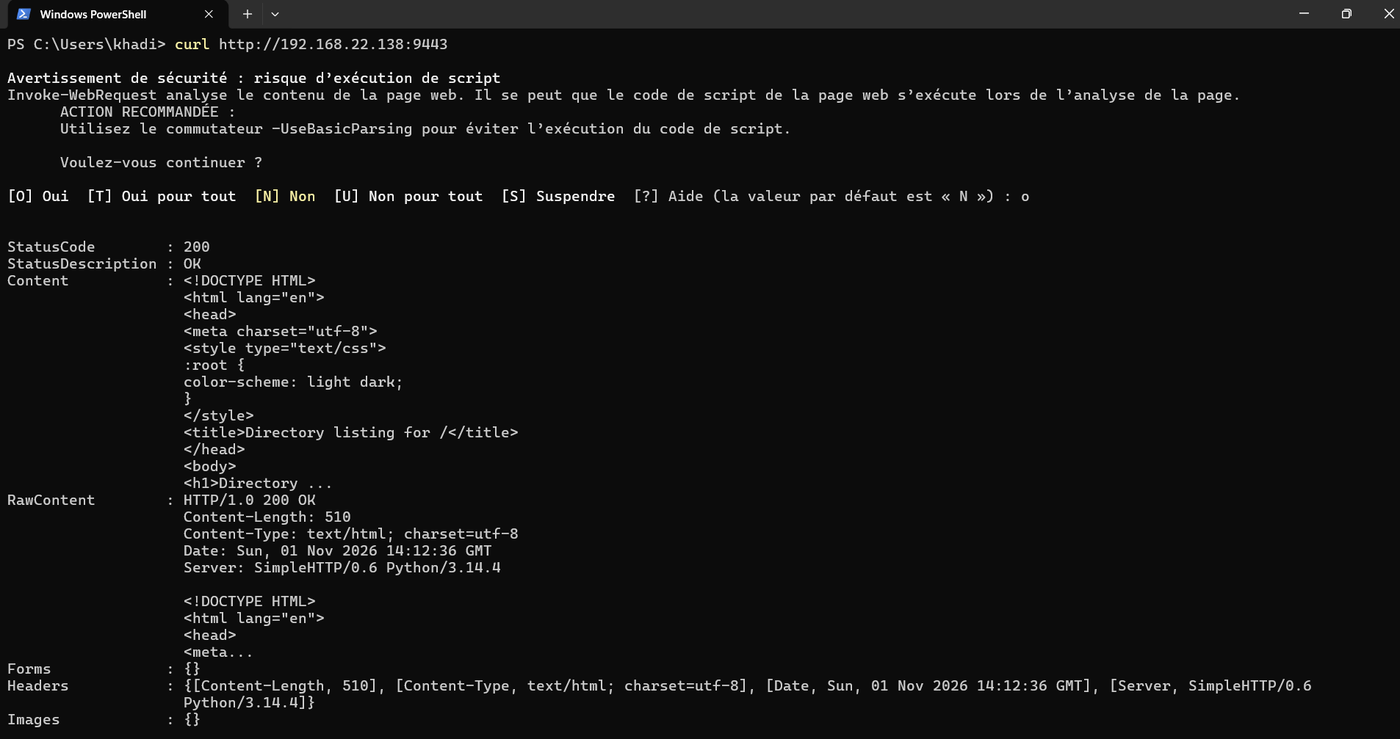 Windows PowerShell
PS C:\Users\khadi> curl http://192.168.22.138:9443
Avertissement de sécurité : risque d’exécution de script
Invoke-WebRequest analyse le contenu de la page web. Il se peut que le code de script de la page web s’exécute lors de l’analyse de la page.
ACTION RECOMMANDÉE :
Utilisez le commutateur -UseBasicParsing pour éviter l’exécution du code de script.
Voulez-vous continuer ?
[O] Oui  [T] Oui pour tout  [N] Non  [U] Non pour tout  [S] Suspendre  [?] Aide (la valeur par défaut est « N ») : o
StatusCode        : 200
StatusDescription : OK
Content           : <!DOCTYPE HTML>
<html lang="en">
<head>
<meta charset="utf-8">
<style type="text/css">
:root {
color-scheme: light dark;
}
</style>
<title>Directory listing for /</title>
</head>
<body>
<h1>Directory ...
RawContent        : HTTP/1.0 200 OK
Content-Length: 510
Content-Type: text/html; charset=utf-8
Date: Sun, 01 Nov 2026 14:12:36 GMT
Server: SimpleHTTP/0.6 Python/3.14.4
<!DOCTYPE HTML>
<html lang="en">
<head>
<meta...
Forms             : {}
Headers           : {[Content-Length, 510], [Content-Type, text/html; charset=utf-8], [Date, Sun, 01 Nov 2026 14:12:36 GMT], [Server, SimpleHTTP/0.6
Python/3.14.4]}
Images            : {}